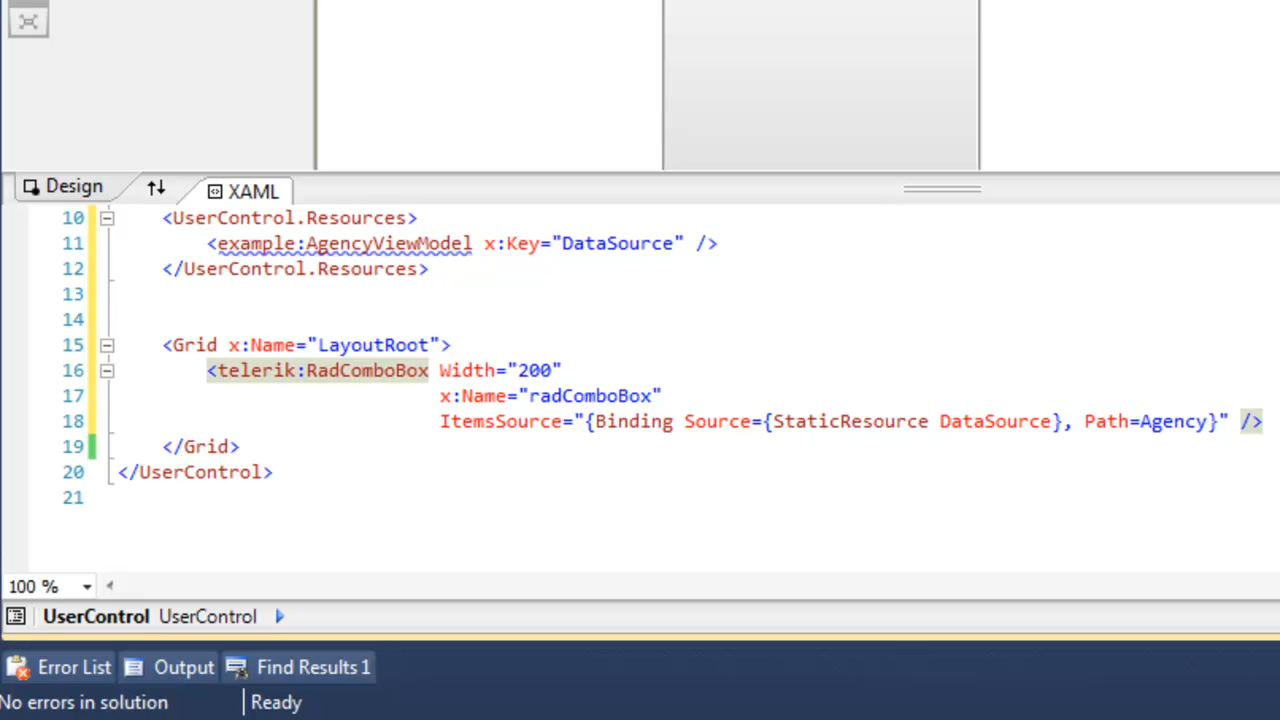 Design
XAML
10 <UserControl.Resources>
11 <example:AgencyViewModel x:Key="DataSource" />
12 </UserControl.Resources>
13
14
15 <Grid x:Name="LayoutRoot">
16 <telerik:RadComboBox Width="200"
17 x:Name="radComboBox"
18 ItemsSource="{Binding Source={StaticResource DataSource}, Path=Agency}" />
19 </Grid>
20 </UserControl>
21
100 %
UserControl UserControl
Error List Output Find Results 1
No errors in solution Ready